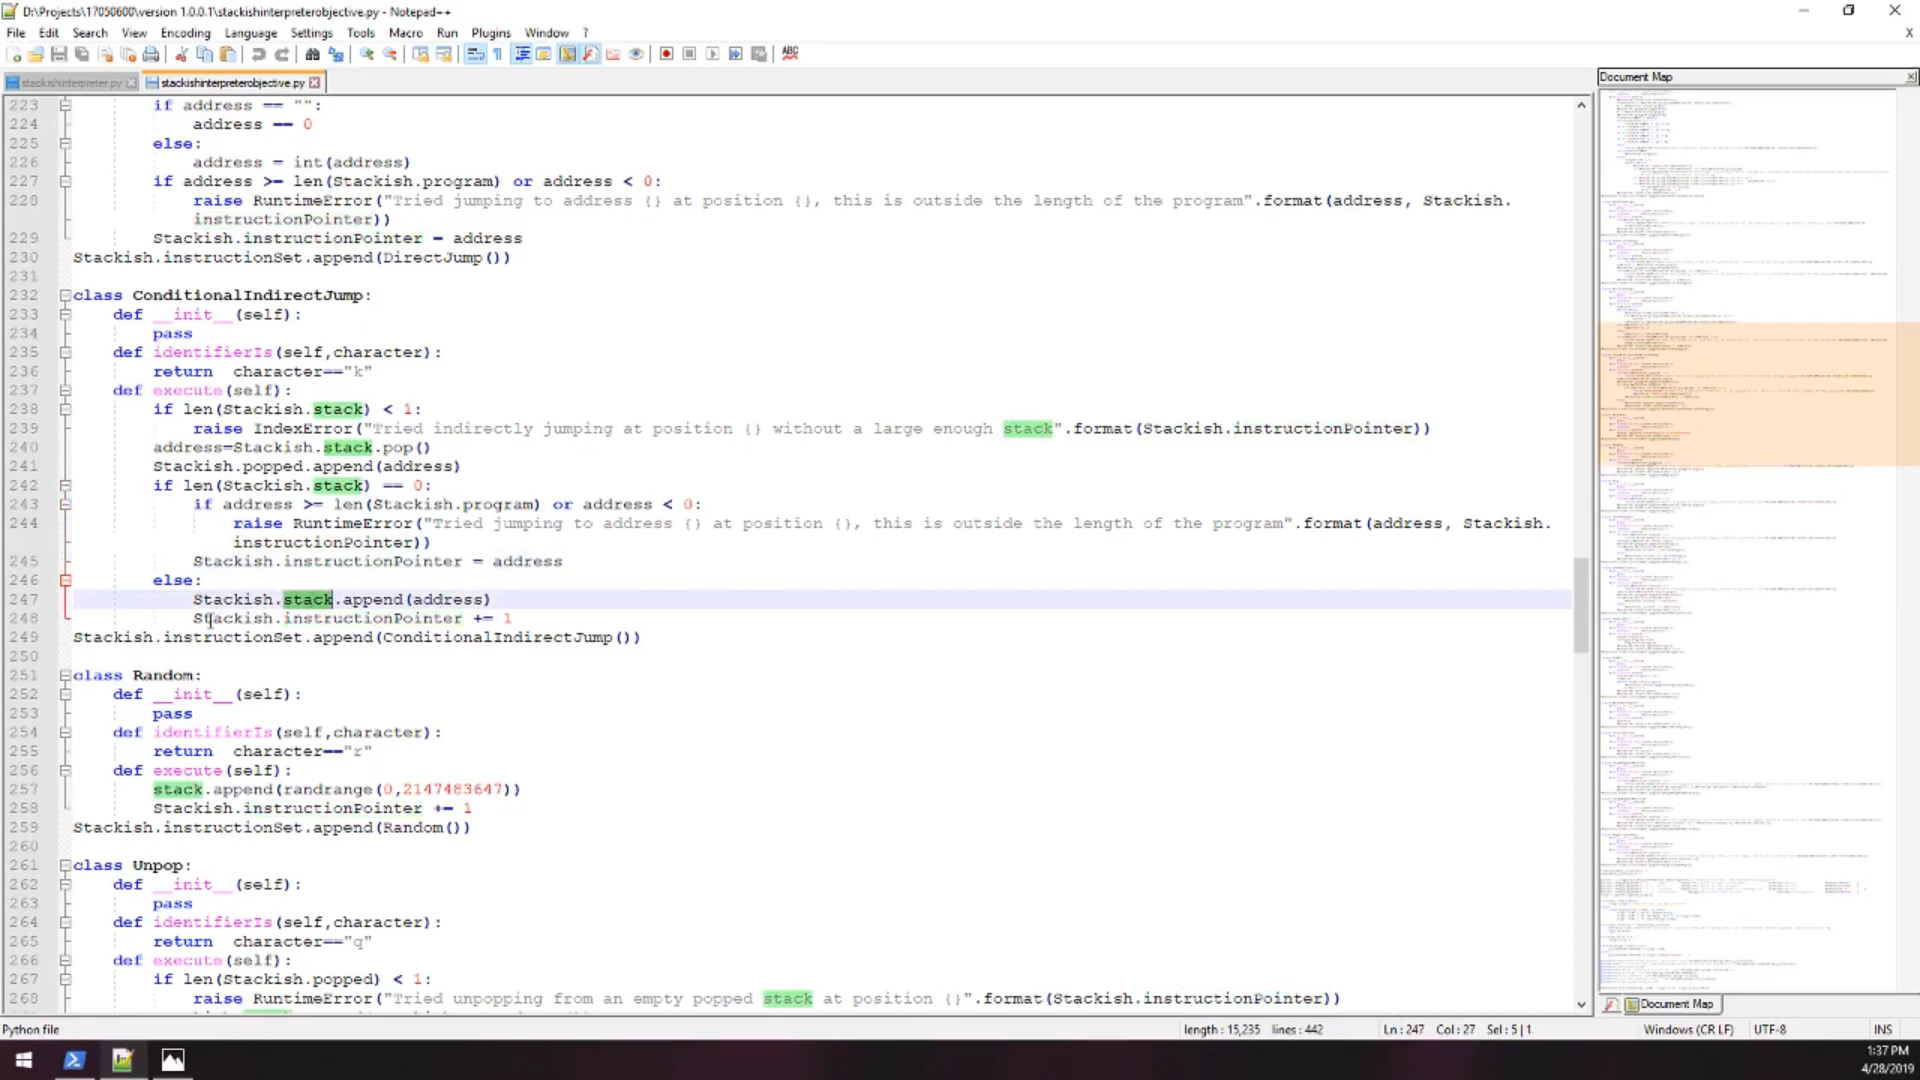 D:\Projects\17050600\version 1.0.0.1\stackishinterpreterobjective.py - Notepad++
File Edit Search View Encoding Language Settings Tools Macro Run Plugins Window ?
X
ABC
stackishinterpreter.py stackishinterpreterobjective.py
Document Map
223 if address == "":
224 address == 0
225 else:
226 address = int(address)
227 if address >= len(Stackish.program) or address < 0:
228 raise RuntimeError("Tried jumping to address {} at position {}, this is outside the length of the program".format(address, Stackish.
instructionPointer))
229 Stackish.instructionPointer = address
230 Stackish.instructionSet.append(DirectJump())
231
232 class ConditionalIndirectJump:
233 def __init__(self):
234 pass
235 def identifierIs(self,character):
236 return character=="k"
237 def execute(self):
238 if len(Stackish.stack) < 1:
239 raise IndexError("Tried indirectly jumping at position {} without a large enough stack".format(Stackish.instructionPointer))
240 address=Stackish.stack.pop()
241 Stackish.popped.append(address)
242 if len(Stackish.stack) == 0:
243 if address >= len(Stackish.program) or address < 0:
244 raise RuntimeError("Tried jumping to address {} at position {}, this is outside the length of the program".format(address, Stackish.
instructionPointer))
245 Stackish.instructionPointer = address
246 else:
247 Stackish.stack.append(address)
248 Stackish.instructionPointer += 1
249 Stackish.instructionSet.append(ConditionalIndirectJump())
250
251 class Random:
252 def __init__(self):
253 pass
254 def identifierIs(self,character):
255 return character=="r"
256 def execute(self):
257 stack.append(randrange(0,2147483647))
258 Stackish.instructionPointer += 1
259 Stackish.instructionSet.append(Random())
260
261 class Unpop:
262 def __init__(self):
263 pass
264 def identifierIs(self,character):
265 return character=="q"
266 def execute(self):
267 if len(Stackish.popped) < 1:
268 raise RuntimeError("Tried unpopping from an empty popped stack at position {}".format(Stackish.instructionPointer))
Document Map
Python file length : 15,235 lines : 442 Ln : 247 Col : 27 Sel : 5 | 1 Windows (CR LF) UTF-8 INS
1:37 PM
4/28/2019